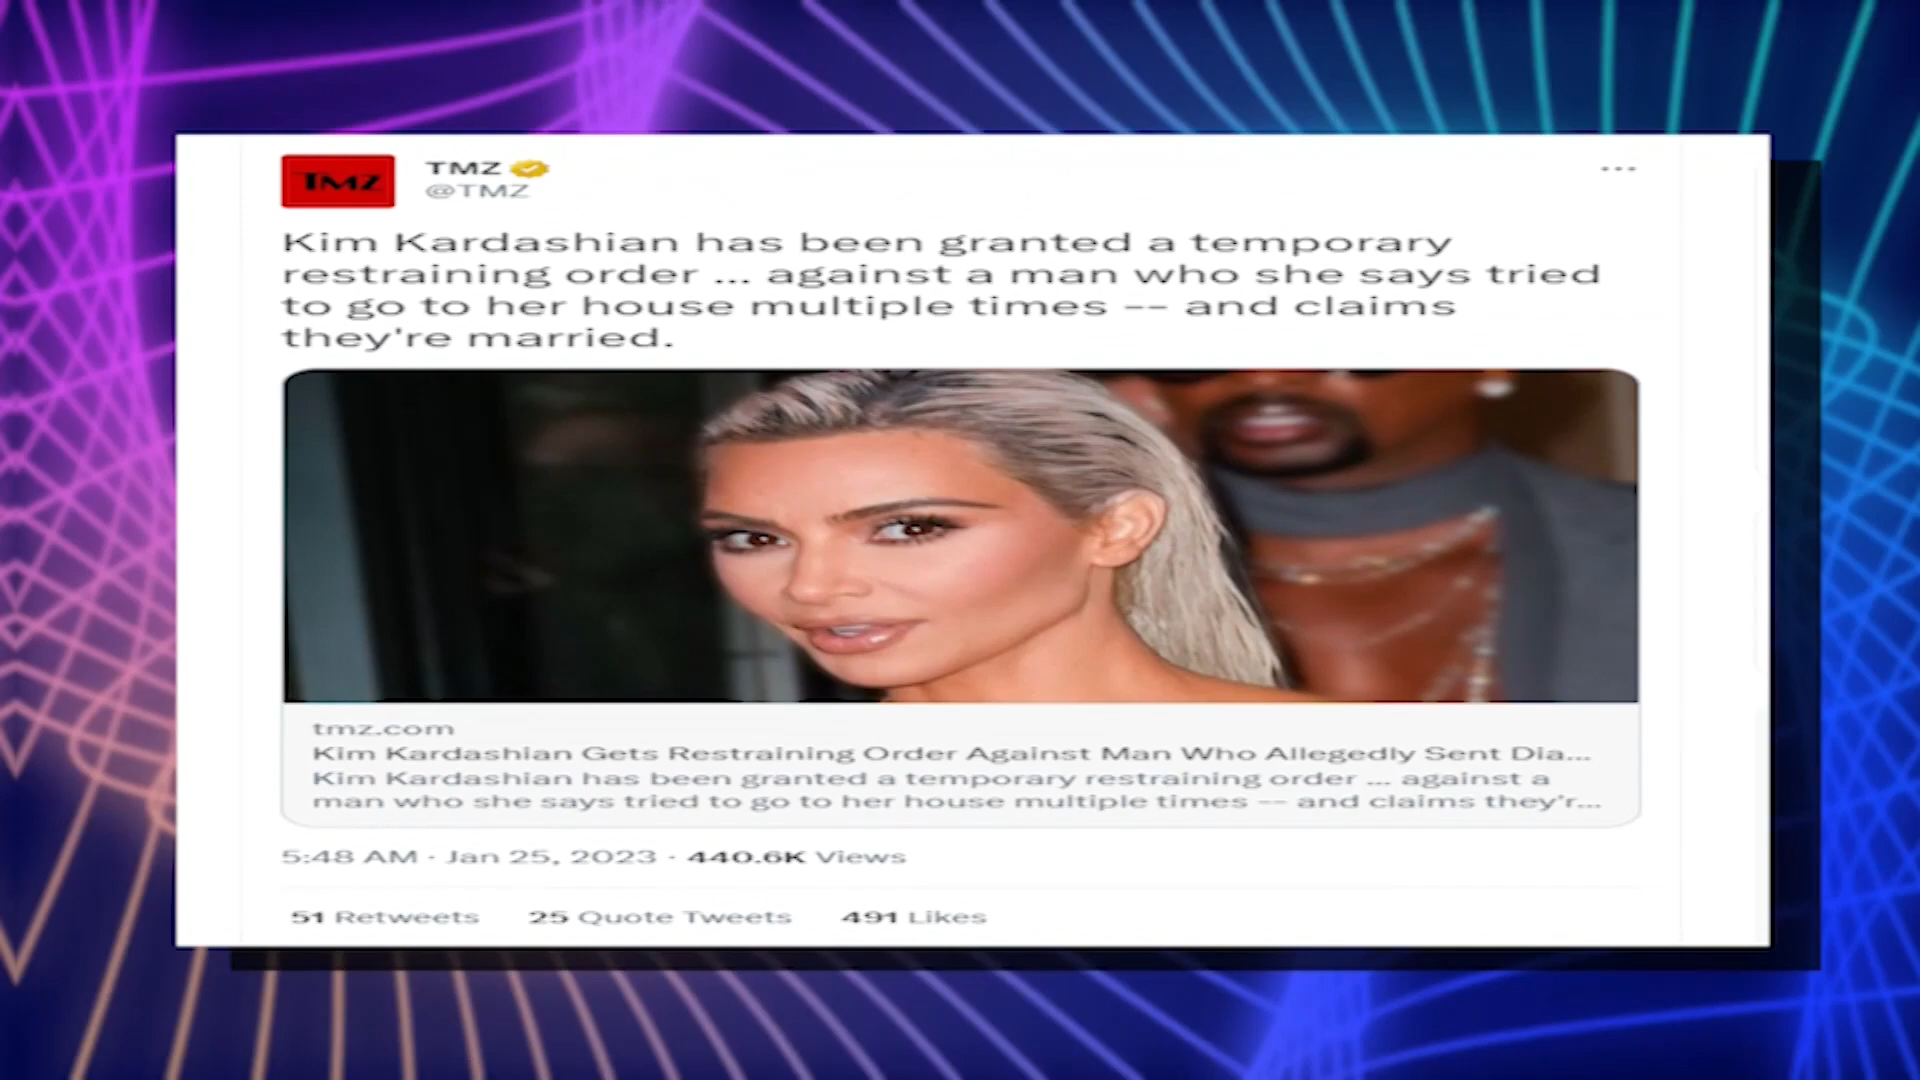 TMZ
TMZ
@TMZ
Kim Kardashian has been granted a temporary
restraining order ... against a man who she says tried
to go to her house multiple times -- and claims
they're married.
tmz.com
Kim Kardashian Gets Restraining Order Against Man Who Allegedly Sent Dia...
Kim Kardashian has been granted a temporary restraining order ... against a
man who she says tried to go to her house multiple times -- and claims they'r...
5:48 AM · Jan 25, 2023 · 440.6K Views
51 Retweets 25 Quote Tweets 491 Likes